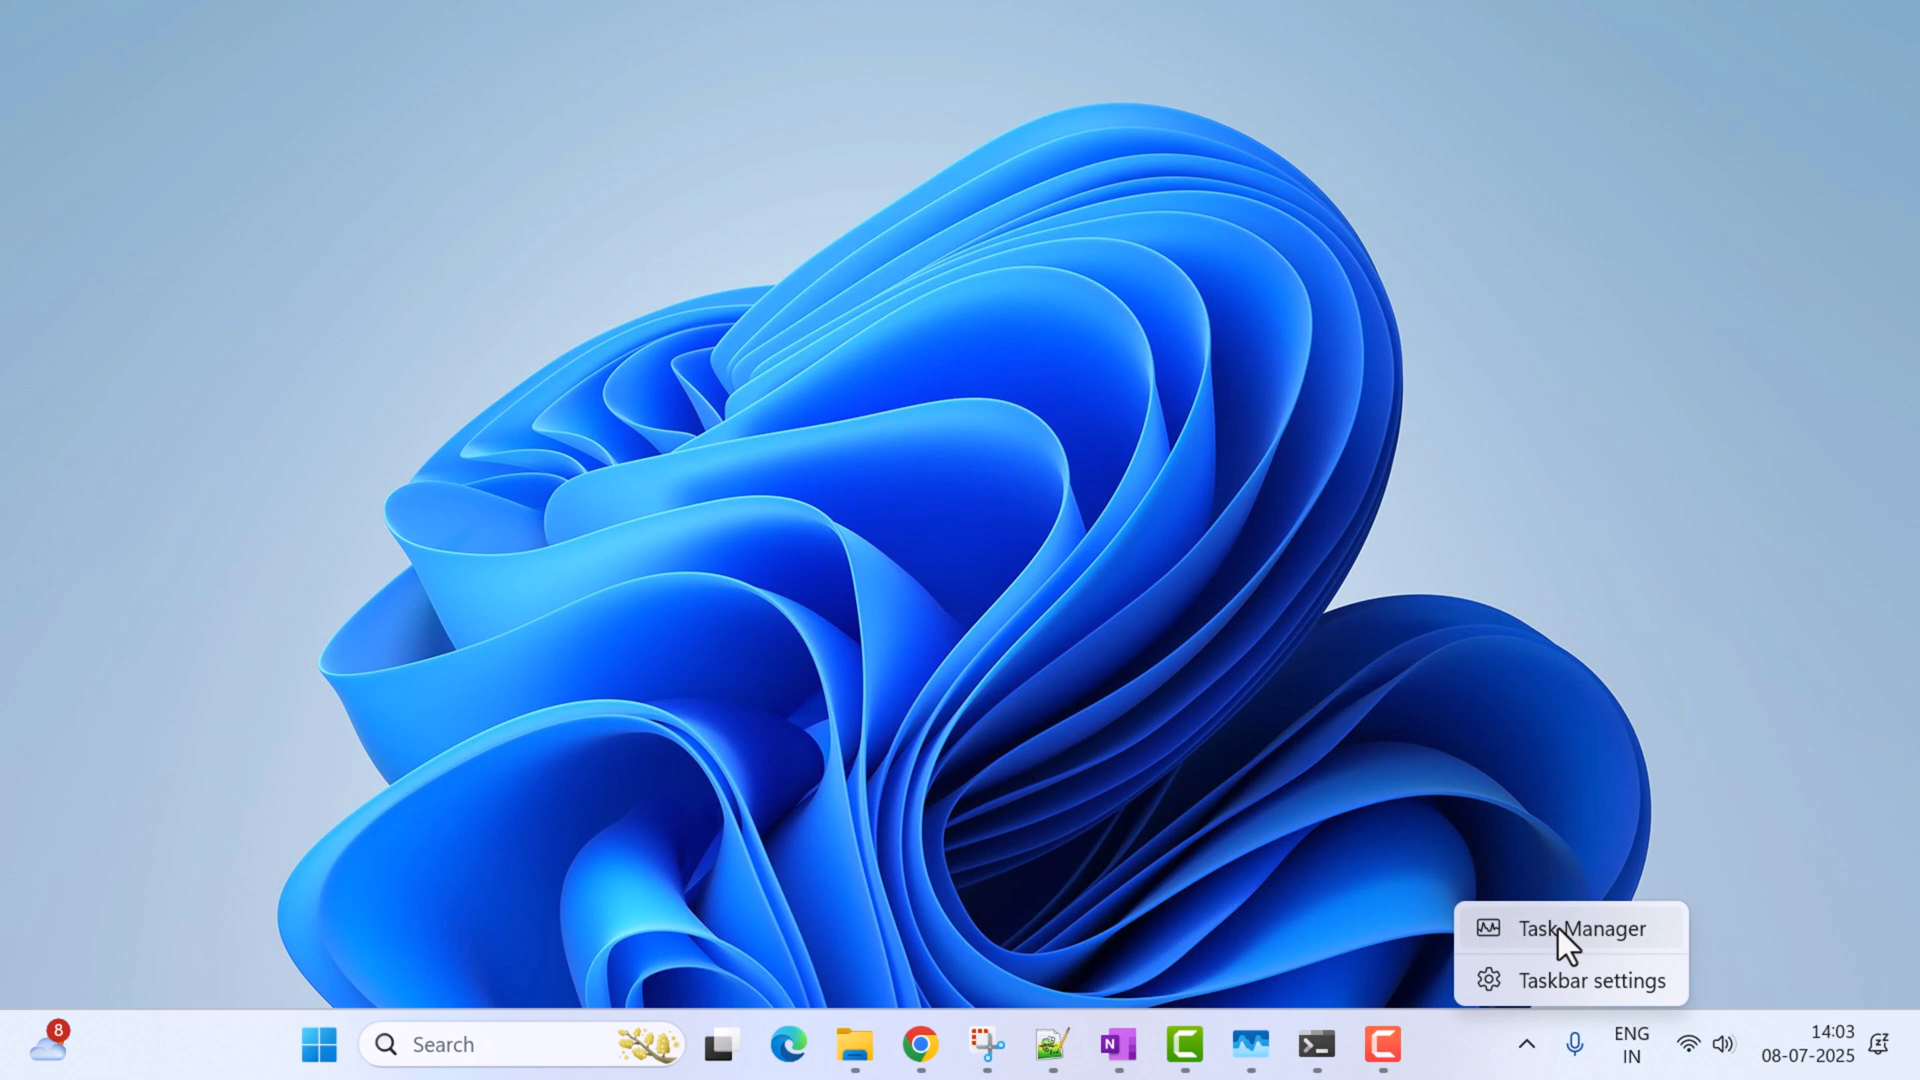 Task Manager
Taskbar settings
8
Search
N
ENG
IN
14:03
08-07-2025